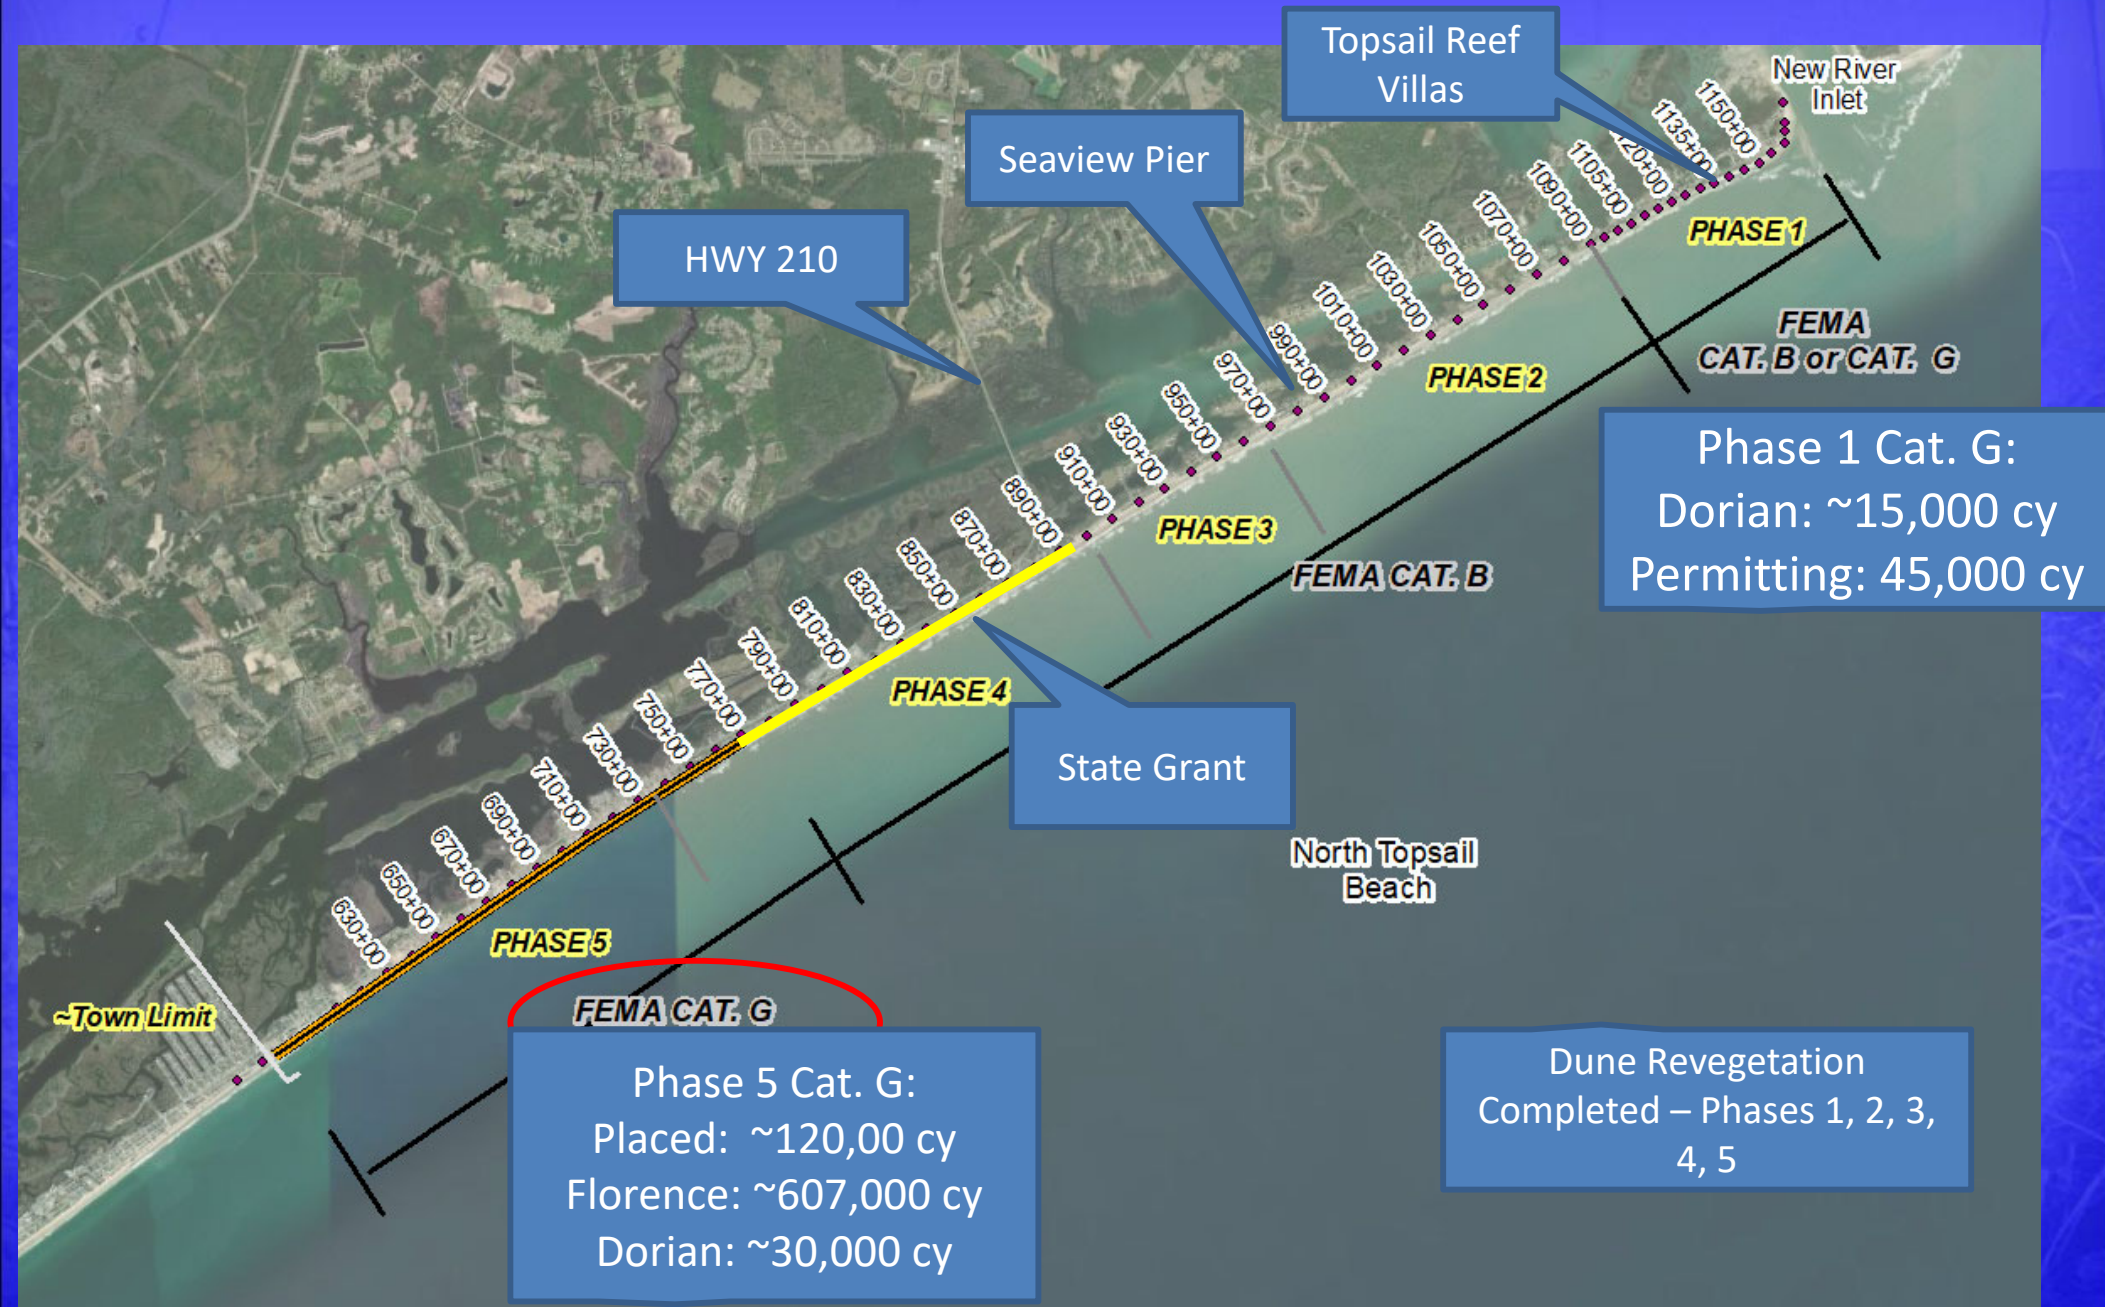 Topsail Reef
Villas
New River
Inlet
Seaview Pier
HWY 210
1150+00
1135+00
20+00
1105+00
1090+00
1070+00
1050+00
1030+00
1010+00
990+00
970+00
950+00
930+00
910+00
890+00
870+00
850+00
830+00
810+00
790+00
770+00
750+00
730+00
710+00
690+00
670+00
650+00
630+00
PHASE 1
FEMA
CAT. B or CAT. G
PHASE 2
Phase 1 Cat. G:
Dorian: ~15,000 cy
Permitting: 45,000 cy
PHASE 3
FEMA CAT. B
PHASE 4
State Grant
North Topsail
Beach
PHASE 5
~Town Limit
FEMA CAT. G
Phase 5 Cat. G:
Placed: ~120,00 cy
Florence: ~607,000 cy
Dorian: ~30,000 cy
Dune Revegetation
Completed – Phases 1, 2, 3,
4, 5